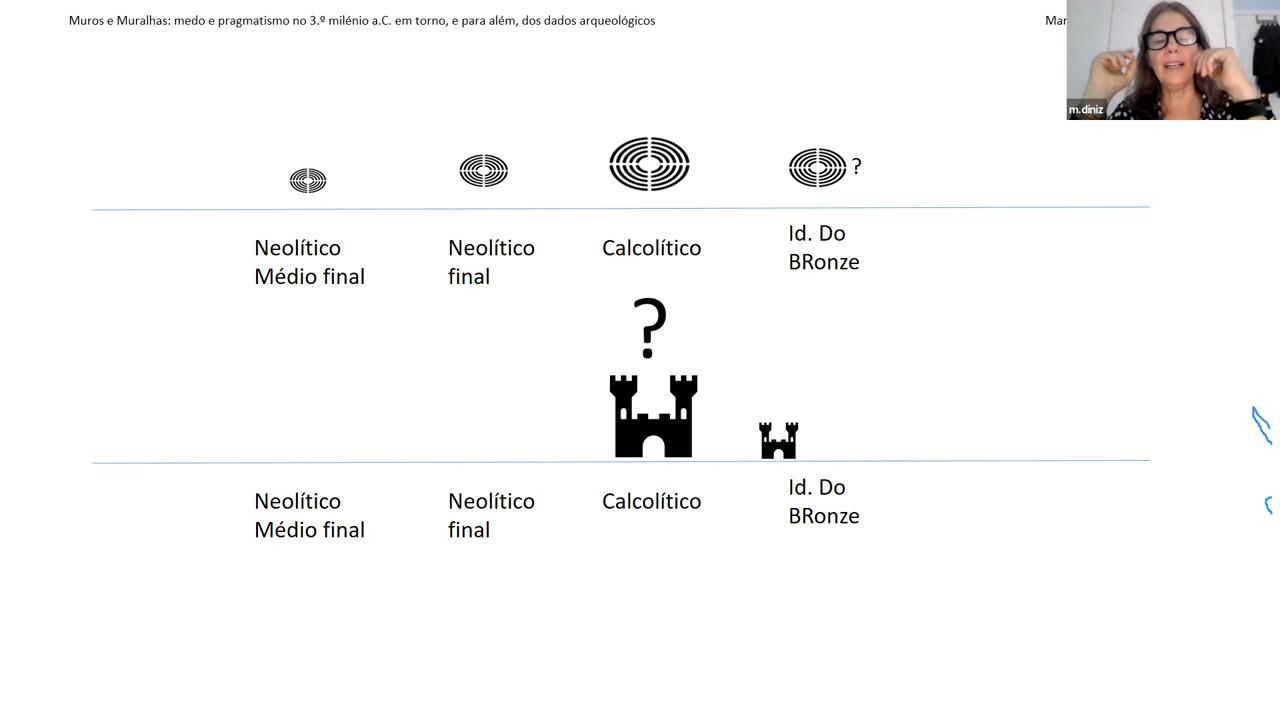 Muros e Muralhas: medo e pragmatismo no 3.º milénio a.C. em torno, e para além, dos dados arqueológicos
m.diniz
?
Neolítico
Médio final
Neolítico
final
Calcolítico
Id. Do
BRonze
?
Neolítico
Médio final
Neolítico
final
Calcolítico
Id. Do
BRonze